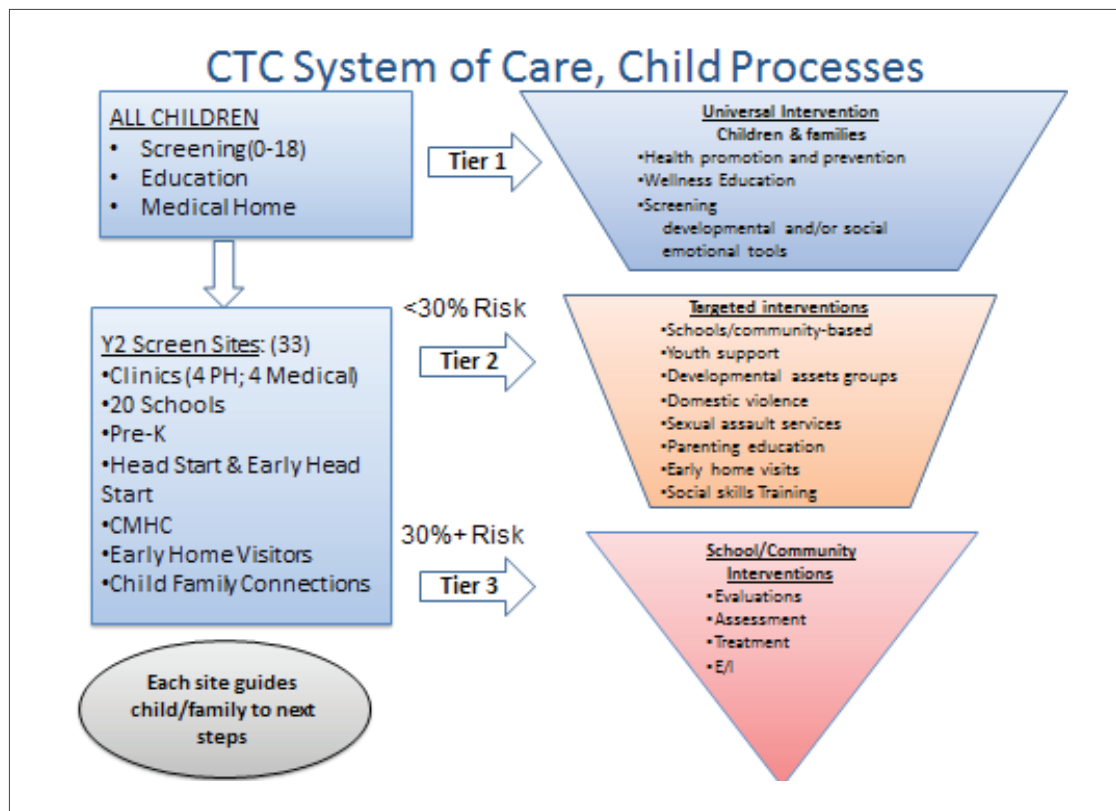 CTC System of Care, Child Processes
ALL CHILDREN
• Screening(0-18)
• Education
• Medical Home
Tier 1
Universal Intervention
Children & families
•Health promotion and prevention
•Wellness Education
•Screening
developmental and/or social
emotional tools
Y2 Screen Sites: (33)
•Clinics (4 PH; 4 Medical)
•20 Schools
•Pre-K
•Head Start & Early Head
Start
•CMHC
•Early Home Visitors
•Child Family Connections
<30% Risk
Tier 2
Targeted interventions
•Schools/community-based
•Youth support
•Developmental assets groups
•Domestic violence
•Sexual assault services
•Parenting education
•Early home visits
•Social skills Training
30%+ Risk
Tier 3
School/Community
Interventions
•Evaluations
•Assessment
•Treatment
•E/I
Each site guides
child/family to next
steps